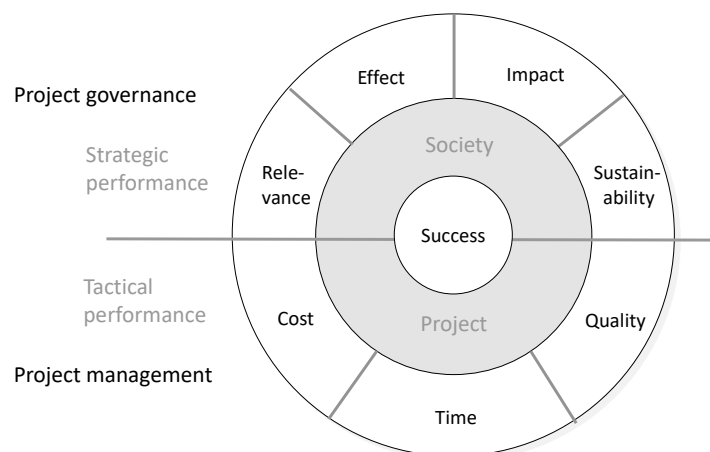 Effect
Impact
Project governance
Society
Strategic
performance
Rele-
vance
Sustain-
ability
Success
Tactical
performance
Cost
Project
Quality
Project management
Time